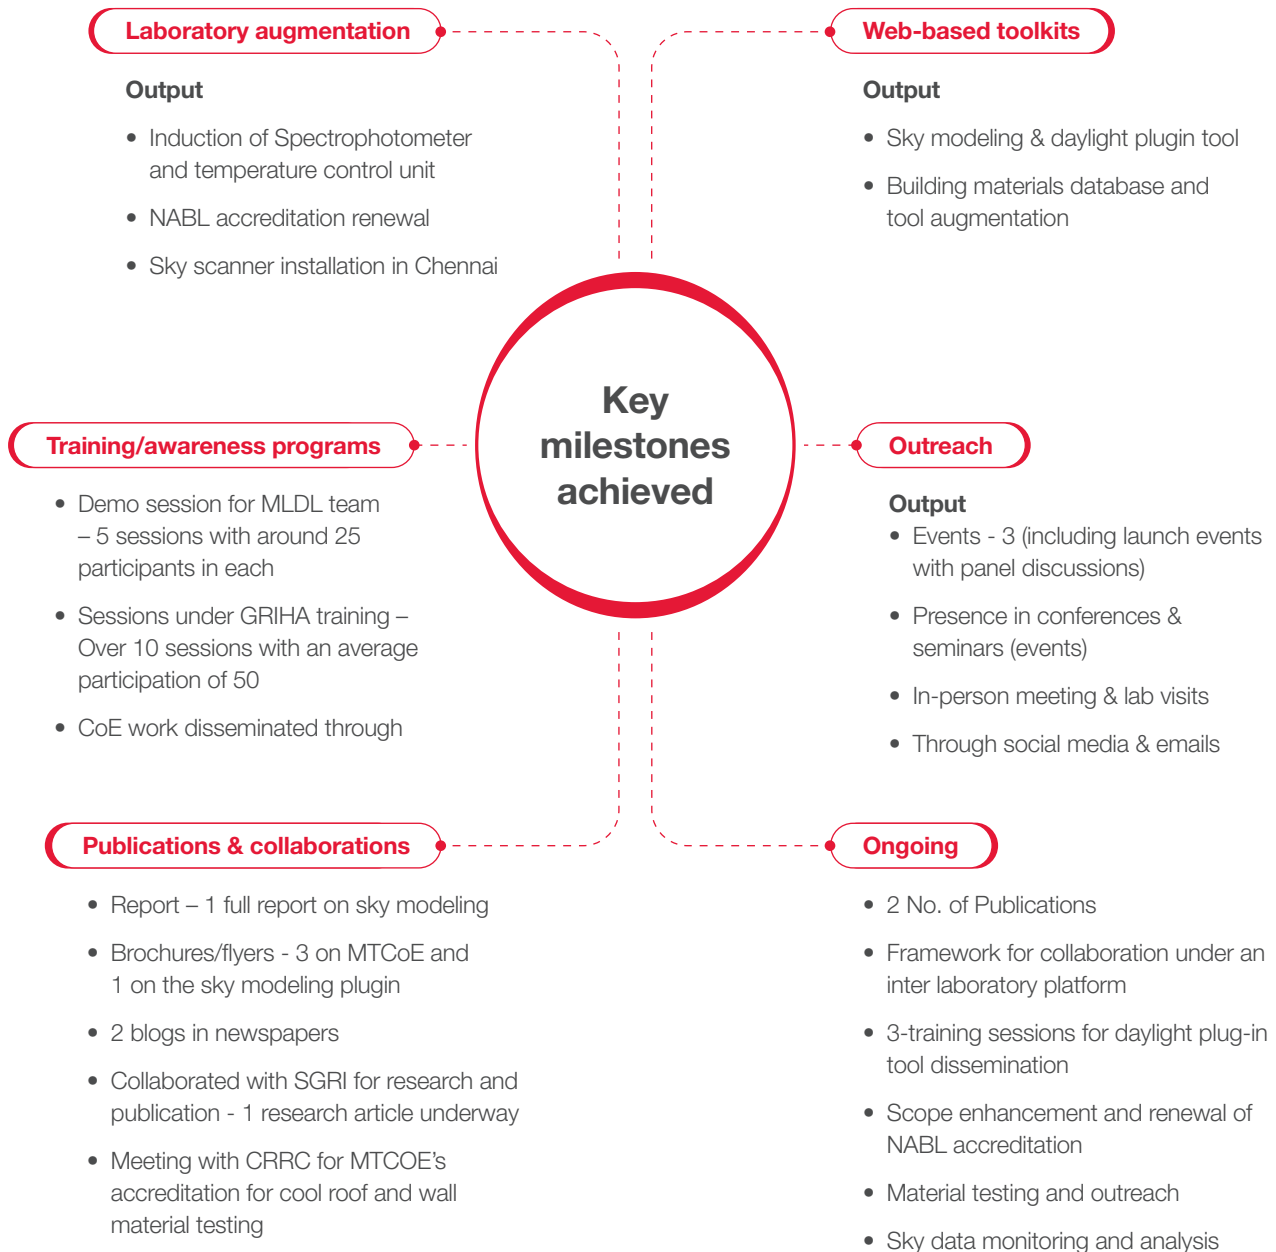 Laboratory augmentation
Output
• Induction of Spectrophotometer
and temperature control unit
• NABL accreditation renewal
• Sky scanner installation in Chennai
Web-based toolkits
Output
• Sky modeling & daylight plugin tool
• Building materials database and
tool augmentation
Key
milestones
achieved
Training/awareness programs
• Demo session for MLDL team
– 5 sessions with around 25
participants in each
• Sessions under GRIHA training –
Over 10 sessions with an average
participation of 50
• CoE work disseminated through
Outreach
Output
• Events - 3 (including launch events
with panel discussions)
• Presence in conferences &
seminars (events)
• In-person meeting & lab visits
• Through social media & emails
Publications & collaborations
• Report – 1 full report on sky modeling
• Brochures/flyers - 3 on MTCoE and
1 on the sky modeling plugin
• 2 blogs in newspapers
• Collaborated with SGRI for research and
publication - 1 research article underway
• Meeting with CRRC for MTCOE's
accreditation for cool roof and wall
material testing
Ongoing
• 2 No. of Publications
• Framework for collaboration under an
inter laboratory platform
• 3-training sessions for daylight plug-in
tool dissemination
• Scope enhancement and renewal of
NABL accreditation
• Material testing and outreach
• Sky data monitoring and analysis